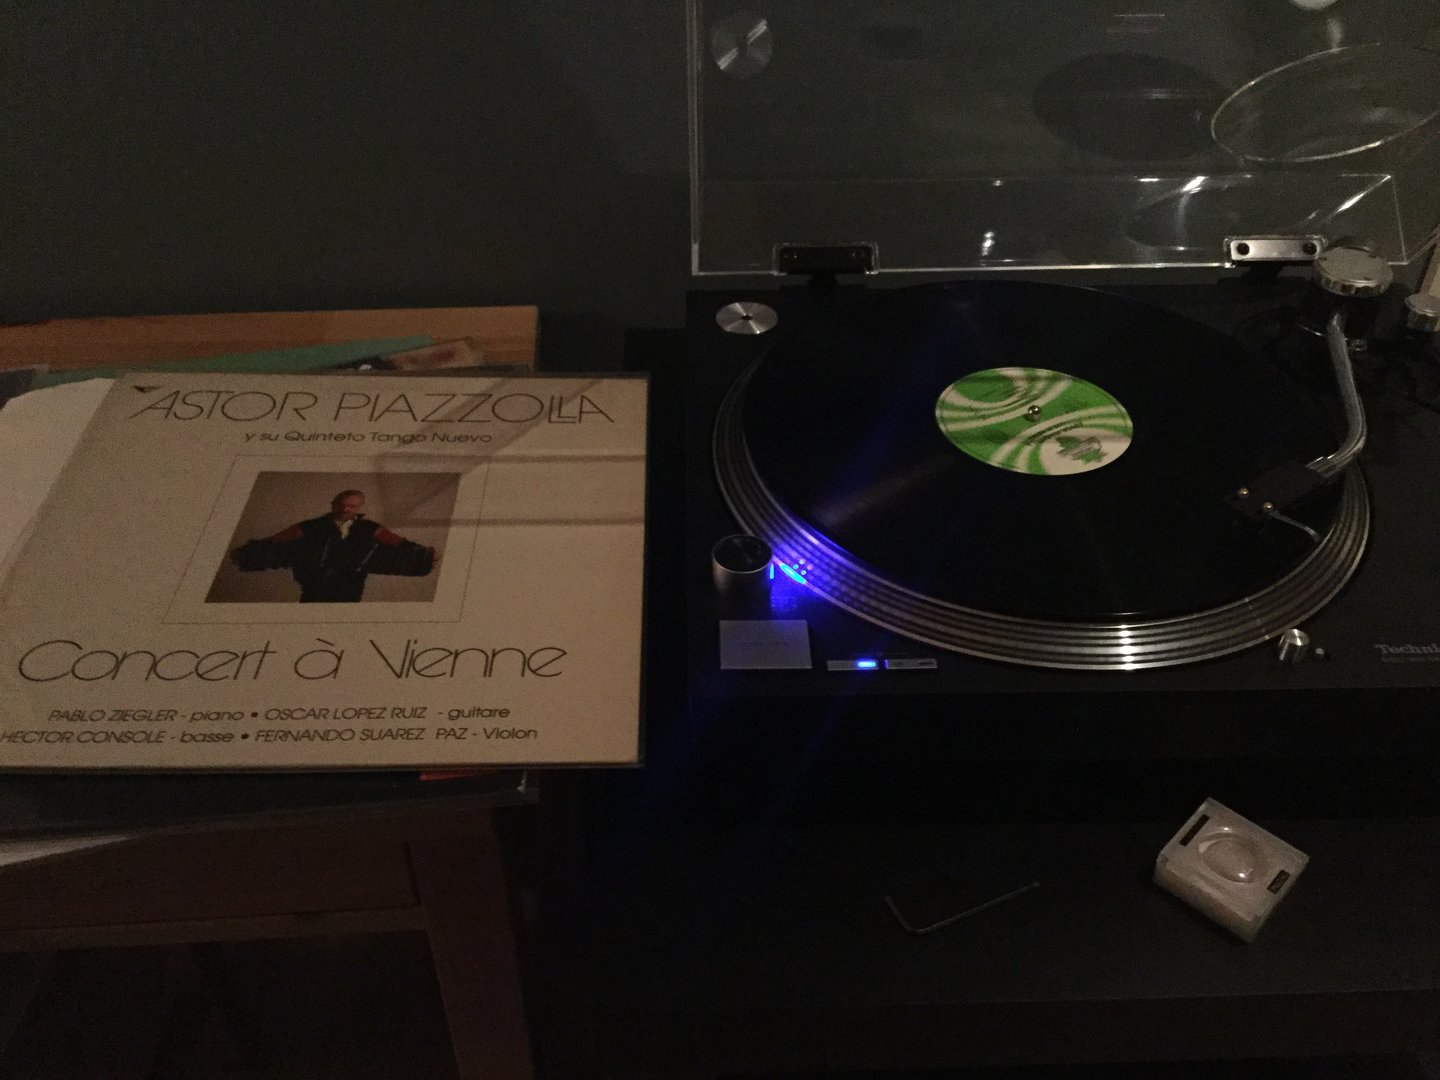 ASTOR PIAZZOLLA
y su Quinteto Tango Nuevo
Concert à Vienne
PABLO ZIEGLER - piano • OSCAR LOPEZ RUIZ - guitare
HECTOR CONSOLE - basse • FERNANDO SUAREZ PAZ - Violon